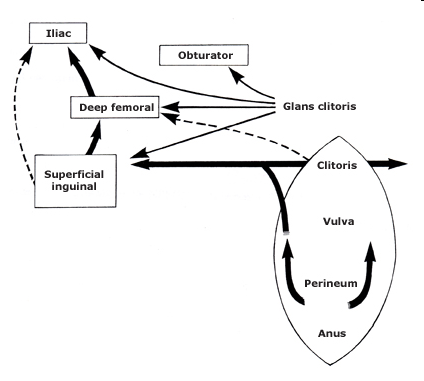 Iliac
Obturator
Deep femoral
Glans clitoris
Superficial
inguinal
Clitoris
Vulva
Perineum
Anus